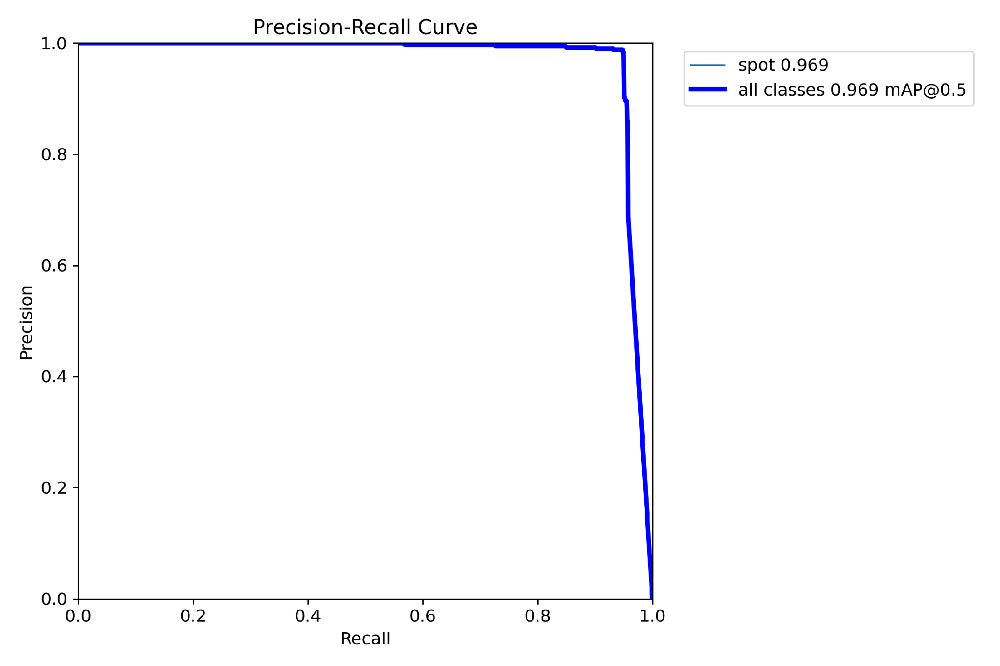 Precision-Recall Curve
spot 0.969
all classes 0.969 mAP@0.5
1.0
0.8
0.6
0.4
0.2
0.0
Precision
0.0 0.2 0.4 0.6 0.8 1.0
Recall